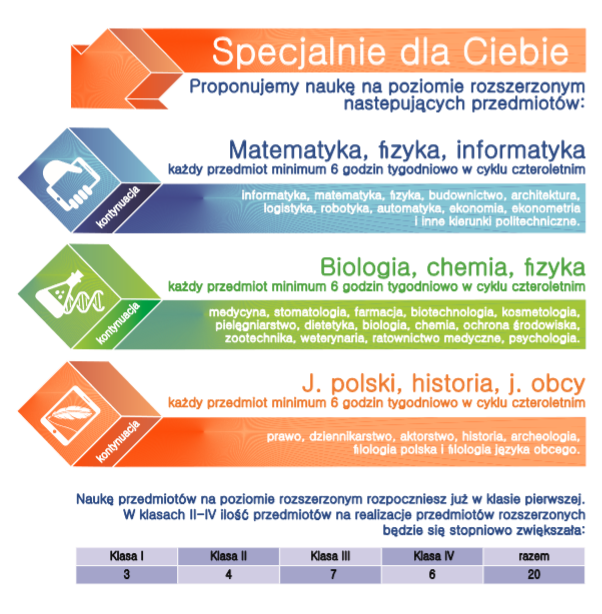 Specjalnie dla Ciebie
Proponujemy naukę na poziomie rozszerzonym
nastepujących przedmiotów:
Matematyka, fizyka, informatyka
każdy przedmiot minimum 6 godzin tygodniowo w cyklu czteroletnim
kontynuacja
informatyka, matematyka, fizyka, budownictwo, architektura,
logistyka, robotyka, automatyka, ekonomia, ekonometria
i inne kierunki politechniczne.
Biologia, chemia, fizyka
każdy przedmiot minimum 6 godzin tygodniowo w cyklu czteroletnim
kontynuacja
medycyna, stomatologia, farmacja, biotechnologia, kosmetologia,
pielęgniarstwo, dietetyka, biologia, chemia, ochrona środowiska,
zootechnika, weterynaria, ratownictwo medyczne, psychologia.
J. polski, historia, j. obcy
każdy przedmiot minimum 6 godzin tygodniowo w cyklu czteroletnim
kontynuacja
prawo, dziennikarstwo, aktorstwo, historia, archeologia,
filologia polska i filologia języka obcego.
Naukę przedmiotów na poziomie rozszerzonym rozpoczniesz już w klasie pierwszej.
W klasach II-IV ilość przedmiotów na realizacje przedmiotów rozszerzonych
będzie się stopniowo zwiększała:
Klasa I Klasa II Klasa III Klasa IV razem
3 4 7 6 20